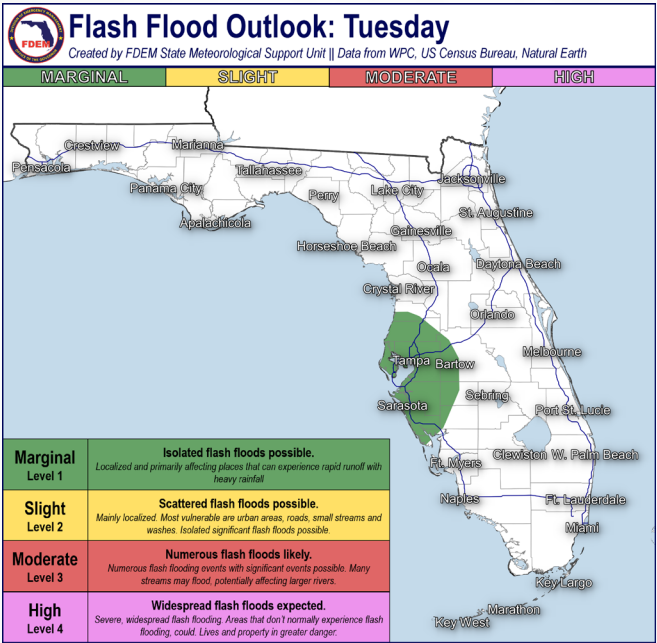 Flash Flood Outlook: Tuesday
Created by FDEM State Meteorological Support Unit || Data from WPC, US Census Bureau, Natural Earth
FDEM
MARGINAL
SLIGHT
MODERATE
HIGH
Crestview
Marianna
Pensacola
Tallahassee
Jacksonville
Panama City
Perry
Lake City
Apalachicola
St. Augustine
Gainesville
Horseshoe Beach
Ocala
Daytona Beach
Crystal River
Orlando
Melbourne
Tampa
Bartow
Sebring
Sarasota
Port St. Lucie
Clewiston
W. Palm Beach
Ft. Myers
Naples
Ft. Lauderdale
Miami
Key Largo
Marathon
Key West
Marginal
Level 1
Isolated flash floods possible.
Localized and primarily affecting places that can experience rapid runoff with
heavy rainfall
Slight
Level 2
Scattered flash floods possible.
Mainly localized. Most vulnerable are urban areas, roads, small streams and
washes. Isolated significant flash floods possible.
Moderate
Level 3
Numerous flash floods likely.
Numerous flash flooding events with significant events possible. Many
streams may flood, potentially affecting larger rivers.
High
Level 4
Widespread flash floods expected.
Severe, widespread flash flooding. Areas that don't normally experience flash
flooding, could. Lives and property in greater danger.